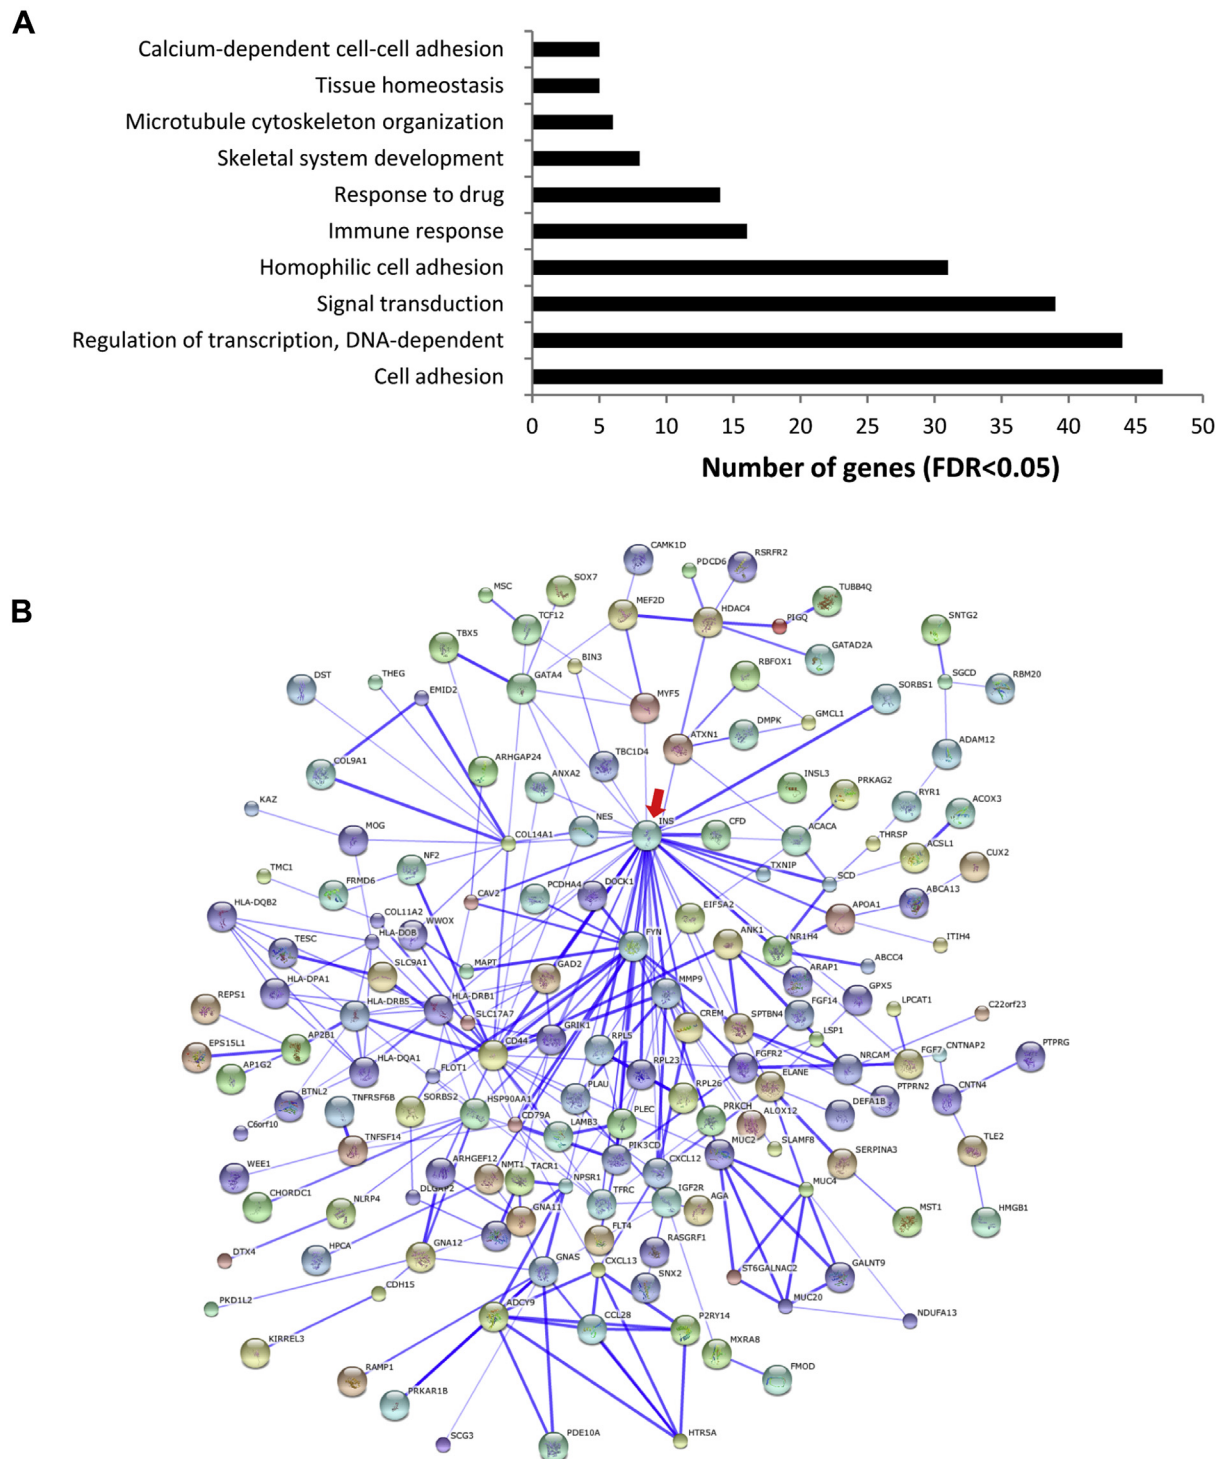 A
Calcium-dependent cell-cell adhesion
Tissue homeostasis
Microtubule cytoskeleton organization
Skeletal system development
Response to drug
Immune response
Homophilic cell adhesion
Signal transduction
Regulation of transcription, DNA-dependent
Cell adhesion
0 5 10 15 20 25 30 35 40 45 50
Number of genes (FDR<0.05)
B
CAMK1D
RSRFR2
PDCD6
SOX7
MSC
TUBB4Q
MEF2D
HDAC4
PIGQ
TCF12
SNTG2
TBX5
GATAD2A
BIN3
RBFOX1
THEG
DST
GATA4
SGCD
RBM20
EMID2
SORBS1
MYF5
GMCL1
DMPK
ATXN1
ADAM12
TBC1D4
COL9A1
ARHGAP24
ANXA2
INSL3
PRKAG2
RYR1
ACOX3
KAZ
INS
NES
CFD
MOG
COL14A1
ACACA
THRSP
ACSL1
CUX2
NF2
TXNIP
SCD
TMC1
FRMD6
CAV2
PCDHA4
DOCK1
ABCA13
HLA-DQB2
COL11A2
EIF5A2
APOA1
WWOX
HLA-DOB
FYN
ANK1
NR1H4
ITIH4
TESC
SLC9A1
MAPT
GAD2
ABCC4
HLA-DPA1
MMP9
ARAP1
GPX5
REPS1
HLA-DRB5
HLA-DRB1
SLC17A7
CREM
SPTBN4
FGF14
LPCAT1
C22orf23
EPS15L1
AP2B1
CD44
GRIK1
RPL5
LSP1
AP1G2
HLA-DQA1
FLOT1
RPL23
FGFR2
NRCAM
FGF7
CNTNAP2
PTPRG
BTNL2
TNFRSF6B
SORBS2
HSP90AA1
PLAU
RPL26
ELANE
DEFA1B
PTPRN2
CNTN4
C6orf10
CD79A
PLEC
PRKCH
ALOX12
TNFSF14
LAMB3
MUC2
SLAMF8
SERPINA3
TLE2
WEE1
ARHGEF12
NMT1
TACR1
PIK3CD
CXCL12
CHORDC1
NLRP4
DLGAP2
NPSR1
TFRC
IGF2R
AGA
MUC4
MST1
HMGB1
GNA11
FLT4
DTX4
HPCA
GNA12
RASGRF1
GNAS
CXCL13
SNX2
ST6GALNAC2
GALNT9
CDH15
MUC20
PKD1L2
NDUFA13
ADCY9
CCL28
P2RY14
KIRREL3
MXRA8
RAMP1
FMOD
PRKAR1B
SCG3
PDE10A
HTR5A